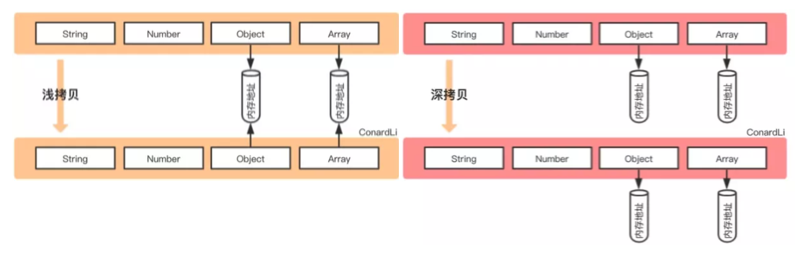 String Number Object Array
内存地址 内存地址
浅拷贝
ConardLi
String Number Object Array
String Number Object Array
内存地址 内存地址
深拷贝
ConardLi
String Number Object Array
内存地址 内存地址